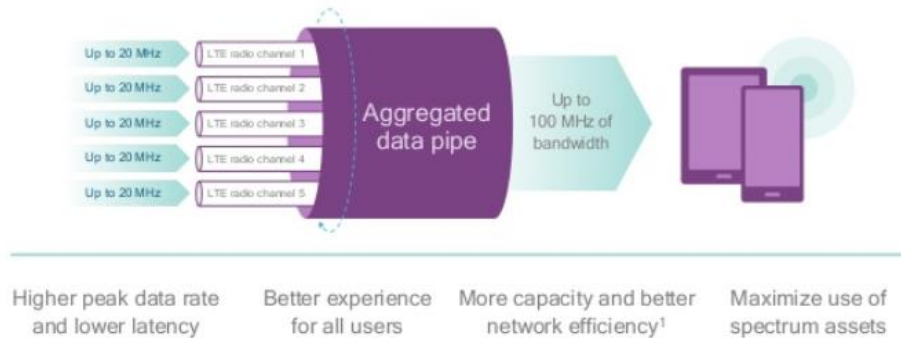 Up to 20 MHz
LTE radio channel 1
Up to 20 MHz
LTE radio channel 2
Up to 20 MHz
LTE radio channel 3
Up to 20 MHz
LTE radio channel 4
Up to 20 MHz
LTE radio channel 5
Aggregated
data pipe
Up to
100 MHz of
bandwidth
Higher peak data rate
and lower latency
Better experience
for all users
More capacity and better
network efficiency¹
Maximize use of
spectrum assets